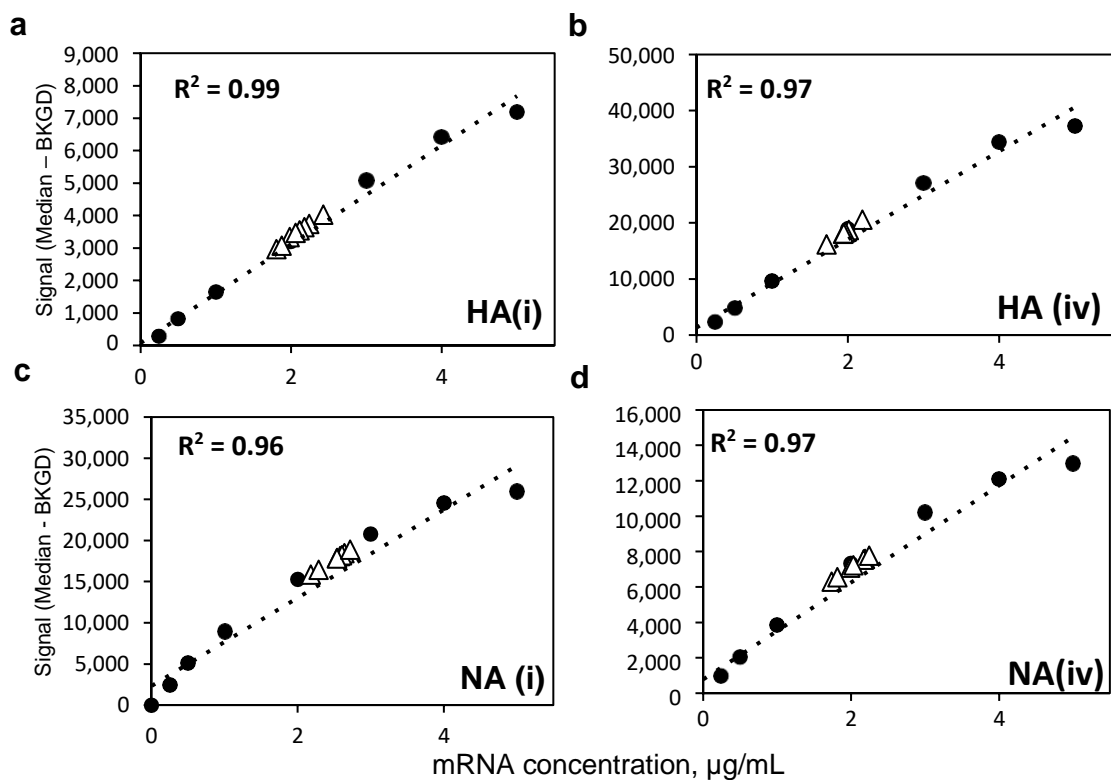 a
9,000
8,000
7,000
6,000
5,000
4,000
3,000
2,000
1,000
0
Signal (Median – BKGD)
R² = 0.99
HA(i)
0 2 4
b
50,000
40,000
30,000
20,000
10,000
0
R² = 0.97
HA (iv)
0 2 4
c
35,000
30,000
25,000
20,000
15,000
10,000
5,000
0
Signal (Median - BKGD)
R² = 0.96
NA (i)
0 2 4
d
16,000
14,000
12,000
10,000
8,000
6,000
4,000
2,000
0
R² = 0.97
NA(iv)
0 2 4
mRNA concentration, µg/mL